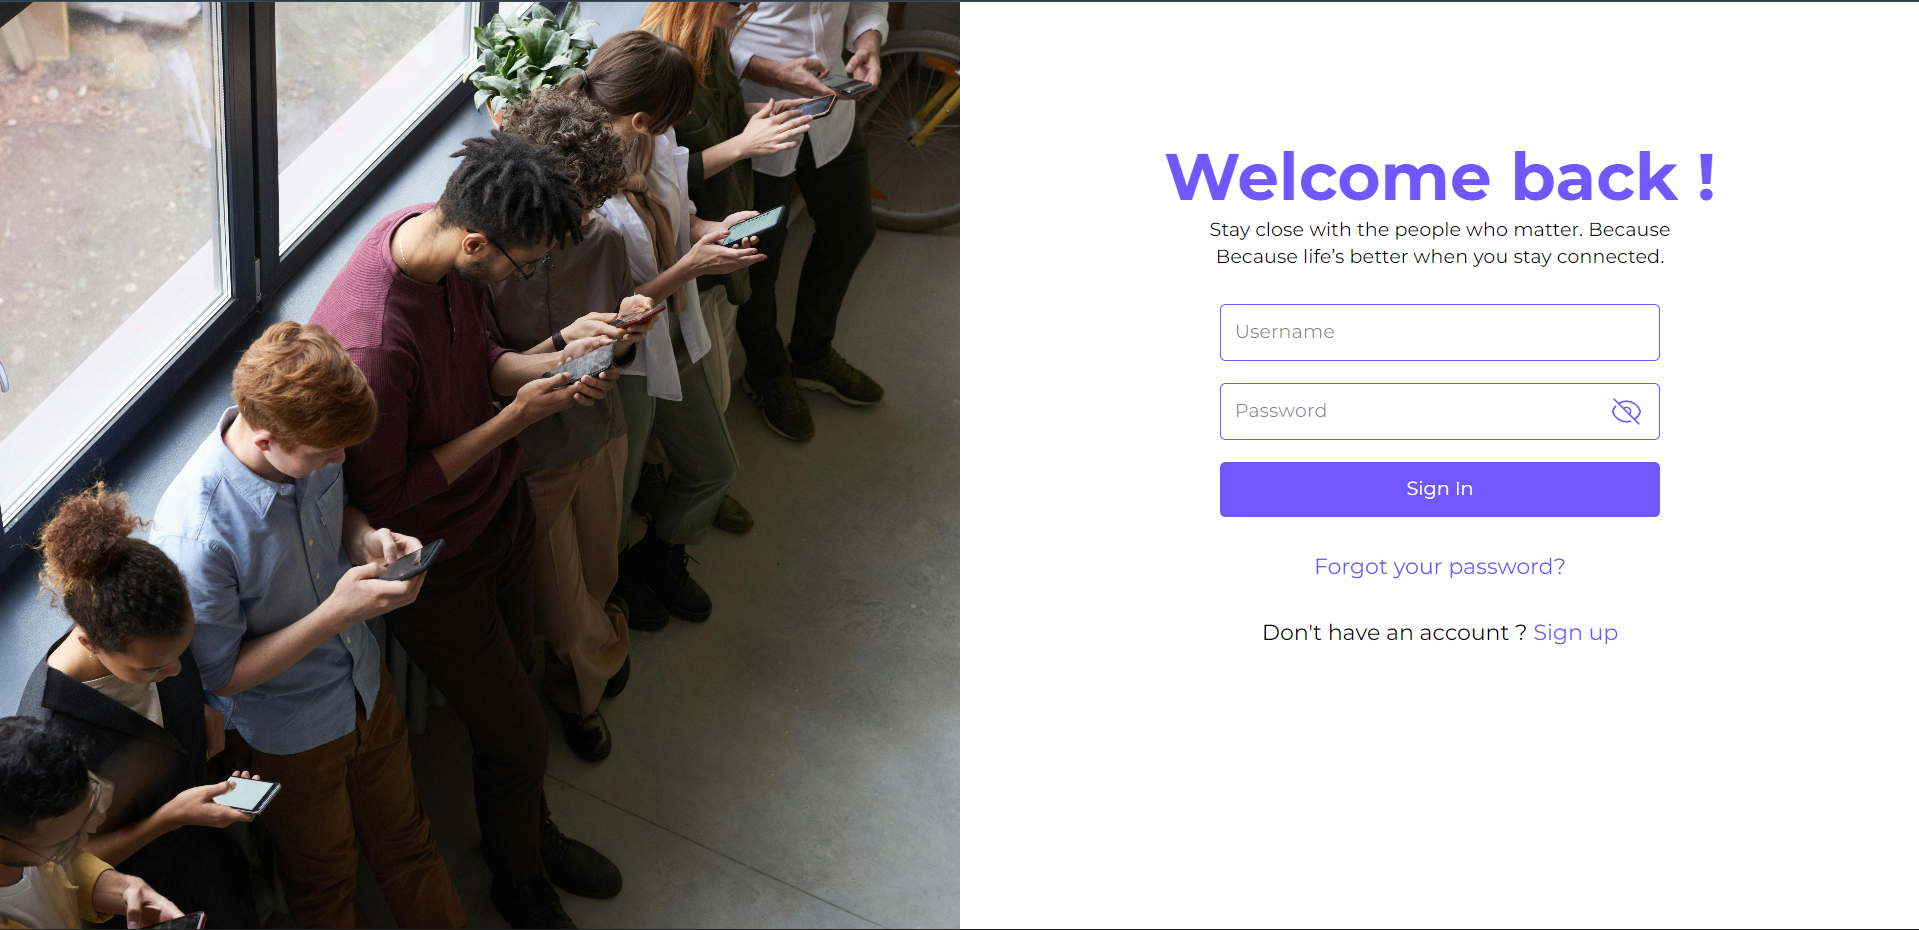 Welcome back !
Stay close with the people who matter. Because
Because life’s better when you stay connected.
Username
Password
Sign In
Forgot your password?
Don't have an account ? Sign up